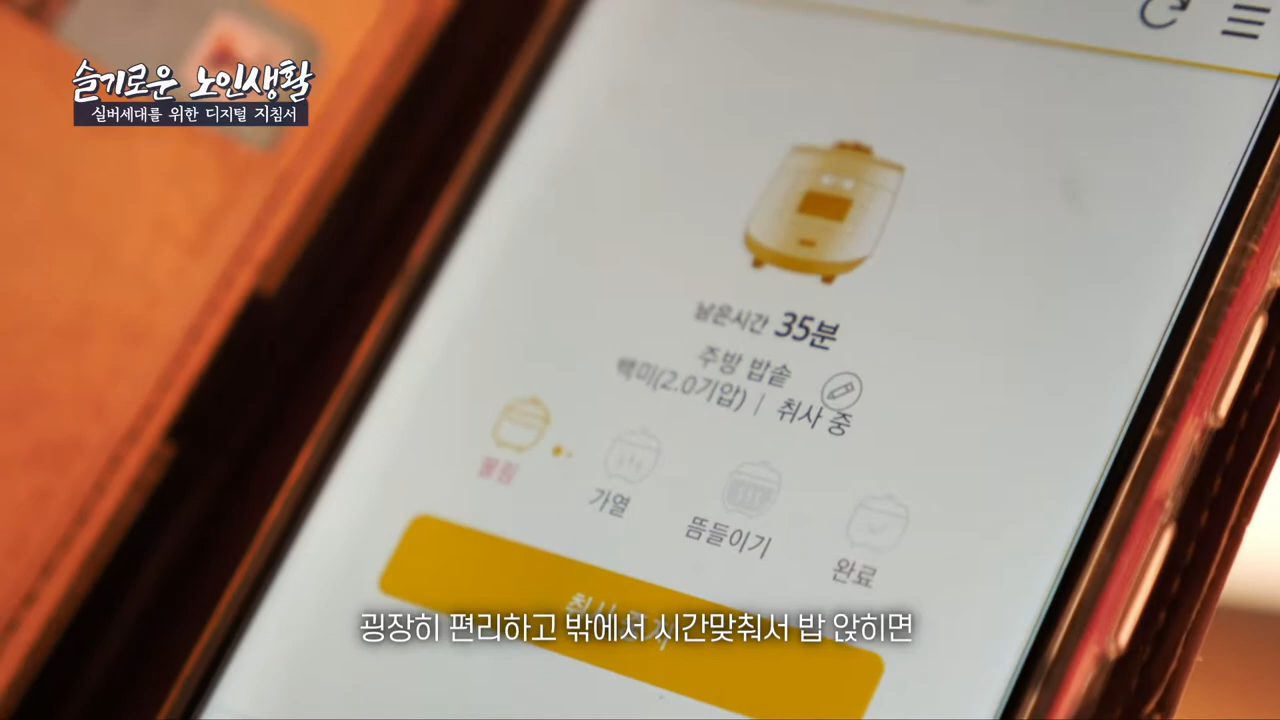 슬기로운 노인생활
실버세대를 위한 디지털 지침서
남은시간 35분
주방 밥솥
백미(2.0기압) | 취사 중
불림
가열
뜸들이기
완료
굉장히 편리하고 밖에서 시간맞춰서 밥 앉히면